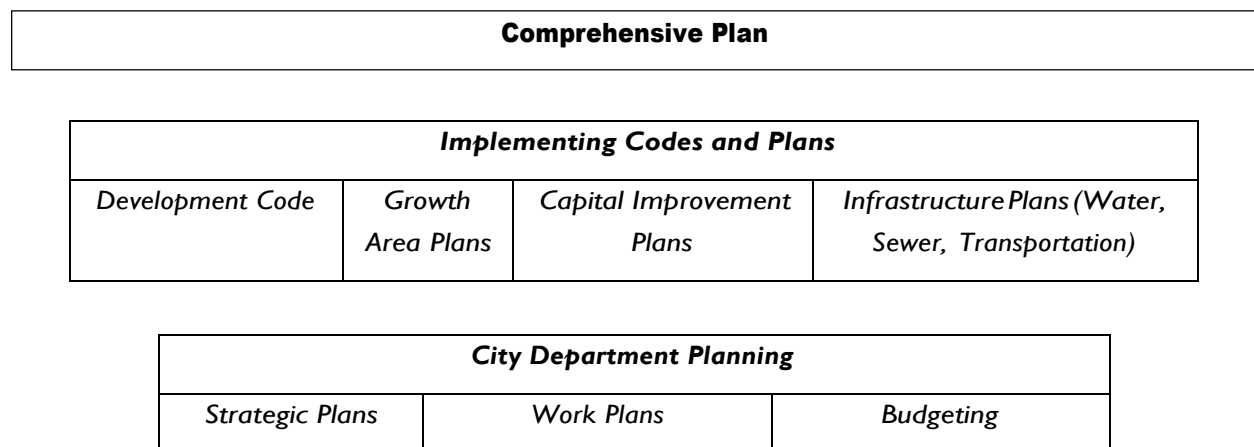 Comprehensive Plan
Implementing Codes and Plans
Development Code
Growth
Area Plans
Capital Improvement
Plans
Infrastructure Plans (Water,
Sewer, Transportation)
City Department Planning
Strategic Plans
Work Plans
Budgeting